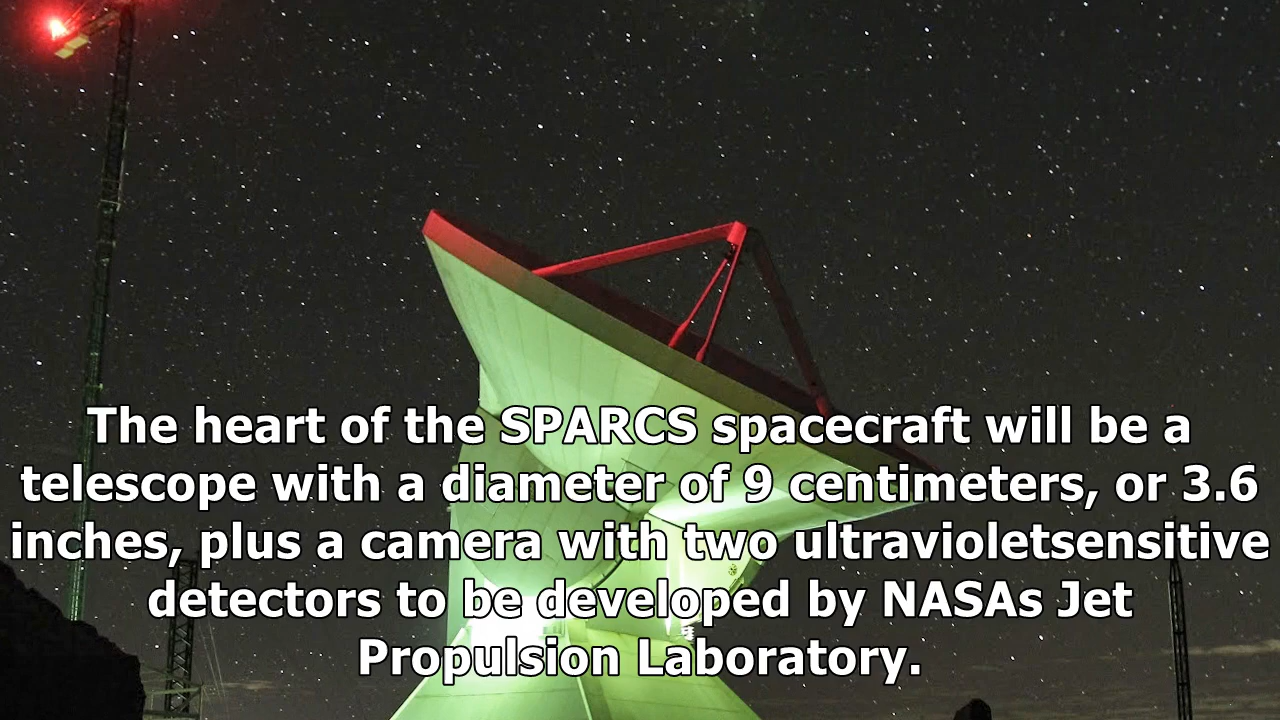 The heart of the SPARCS spacecraft will be a
telescope with a diameter of 9 centimeters, or 3.6
inches, plus a camera with two ultravioletsensitive
detectors to be developed by NASAs Jet
Propulsion Laboratory.